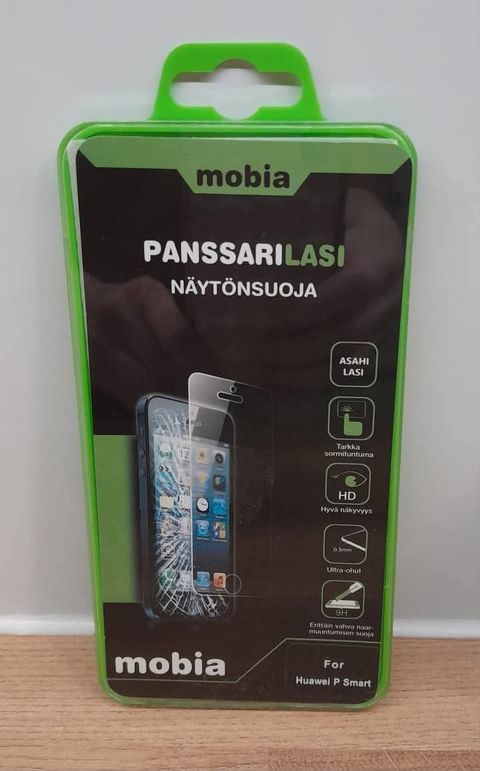 mobia
PANSSARILASI
NÄYTÖNSUOJA
ASAHI
LASI
Tarkka
sormituntuma
HD
Hyvä näkyvyys
0.3mm
Ultra-ohut
9H
Erittäin vahva naar-
muuntumisen suoja
mobia
For
Huawei P Smart